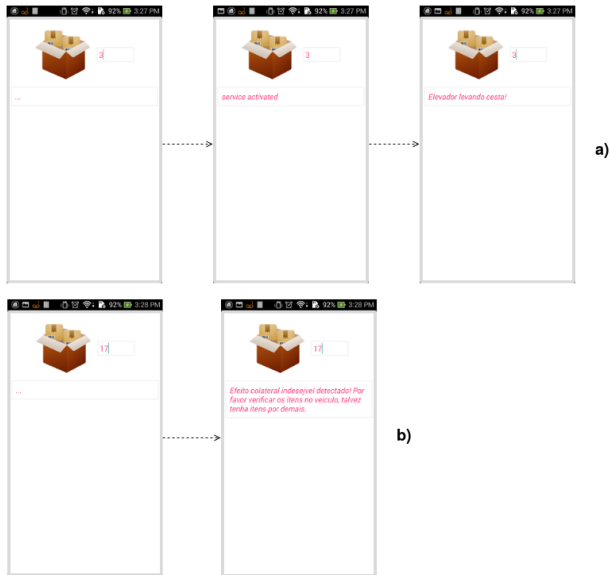 92% 3:27 PM
3
...
92% 3:27 PM
3
service activated
92% 3:27 PM
3
Elevador levando cesta!
a)
92% 3:28 PM
17
...
92% 3:28 PM
17
Efeito colateral indesejvel detectado! Por
favor verificar os itens no veículo, talvez
tenha itens por demais.
b)